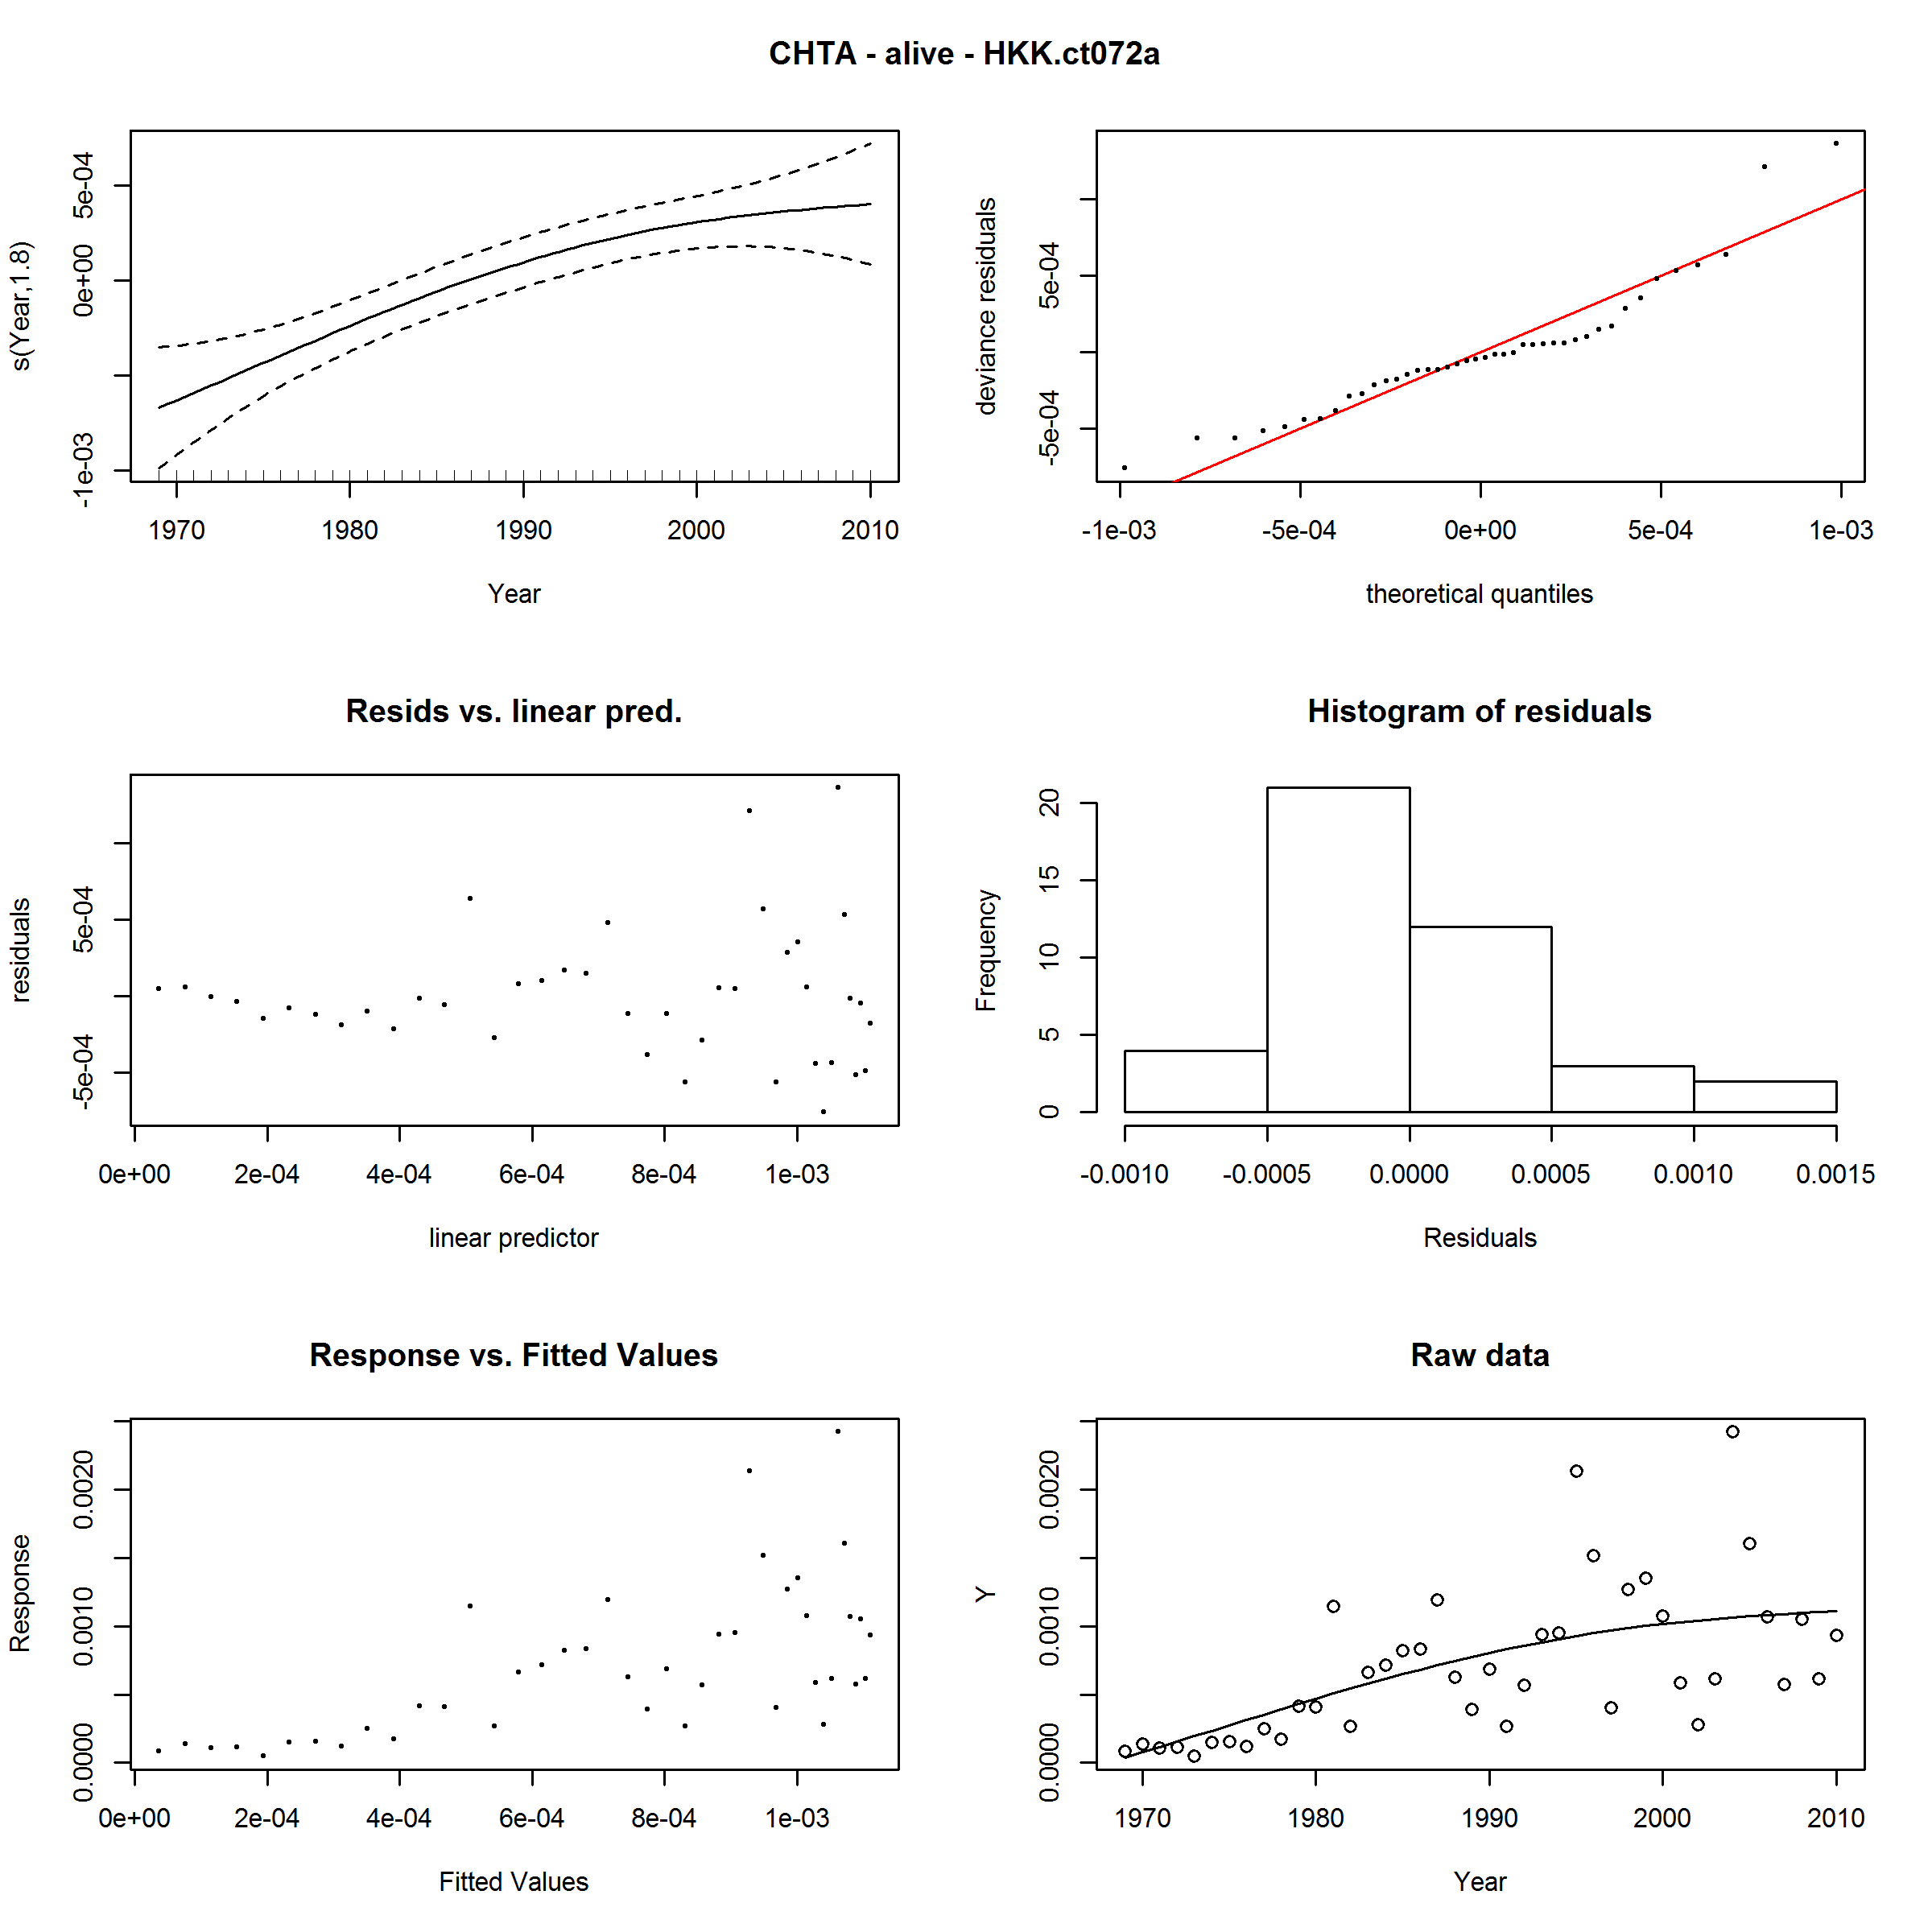 CHTA - alive - HKK.ct072a
s(Year,1.8)
-1e-03 0e+00 5e-04
1970 1980 1990 2000 2010
Year
deviance residuals
-5e-04 5e-04
-1e-03 -5e-04 0e+00 5e-04 1e-03
theoretical quantiles
Resids vs. linear pred.
residuals
-5e-04 5e-04
0e+00 2e-04 4e-04 6e-04 8e-04 1e-03
linear predictor
Histogram of residuals
Frequency
0 5 10 15 20
-0.0010 -0.0005 0.0000 0.0005 0.0010 0.0015
Residuals
Response vs. Fitted Values
Response
0.0000 0.0010 0.0020
0e+00 2e-04 4e-04 6e-04 8e-04 1e-03
Fitted Values
Raw data
Y
0.0000 0.0010 0.0020
1970 1980 1990 2000 2010
Year